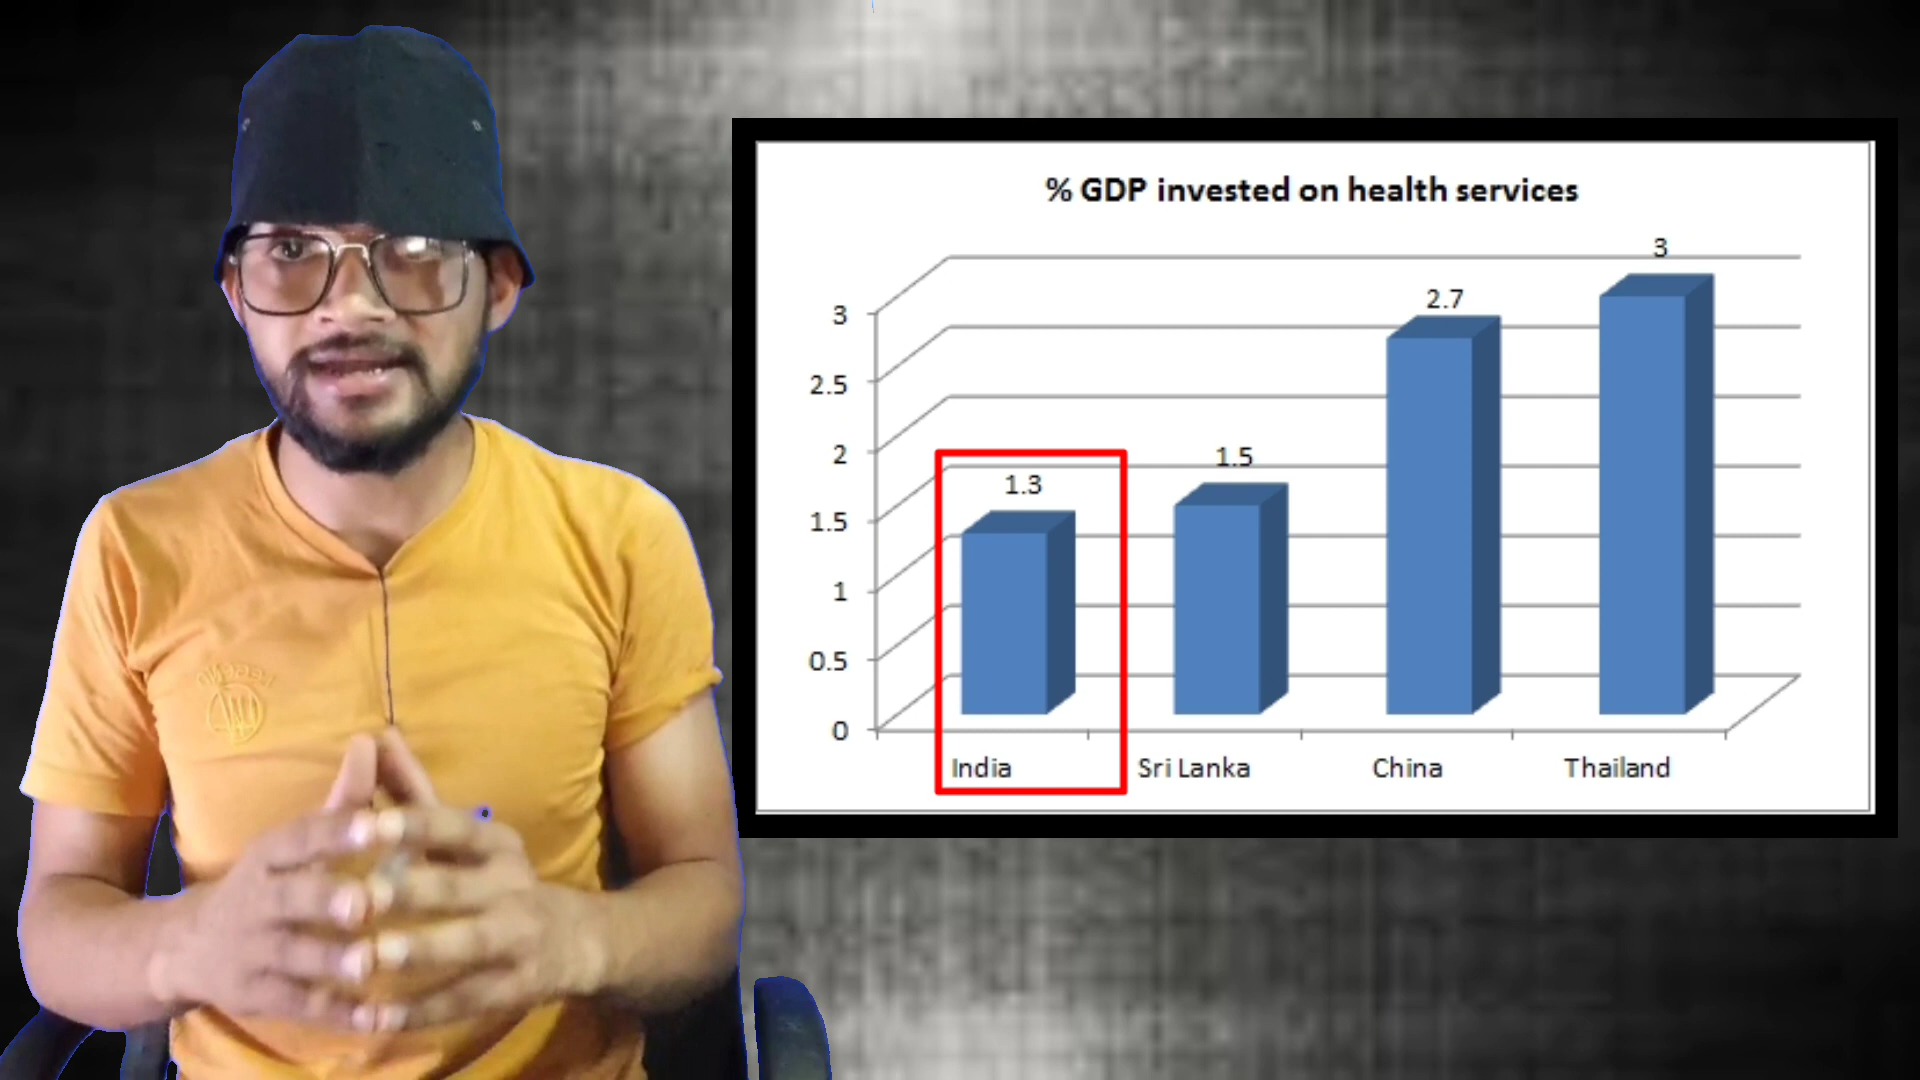 % GDP invested on health services
3
2.7
1.5
1.3
3
2.5
2
1.5
1
0.5
0
India
Sri Lanka
China
Thailand